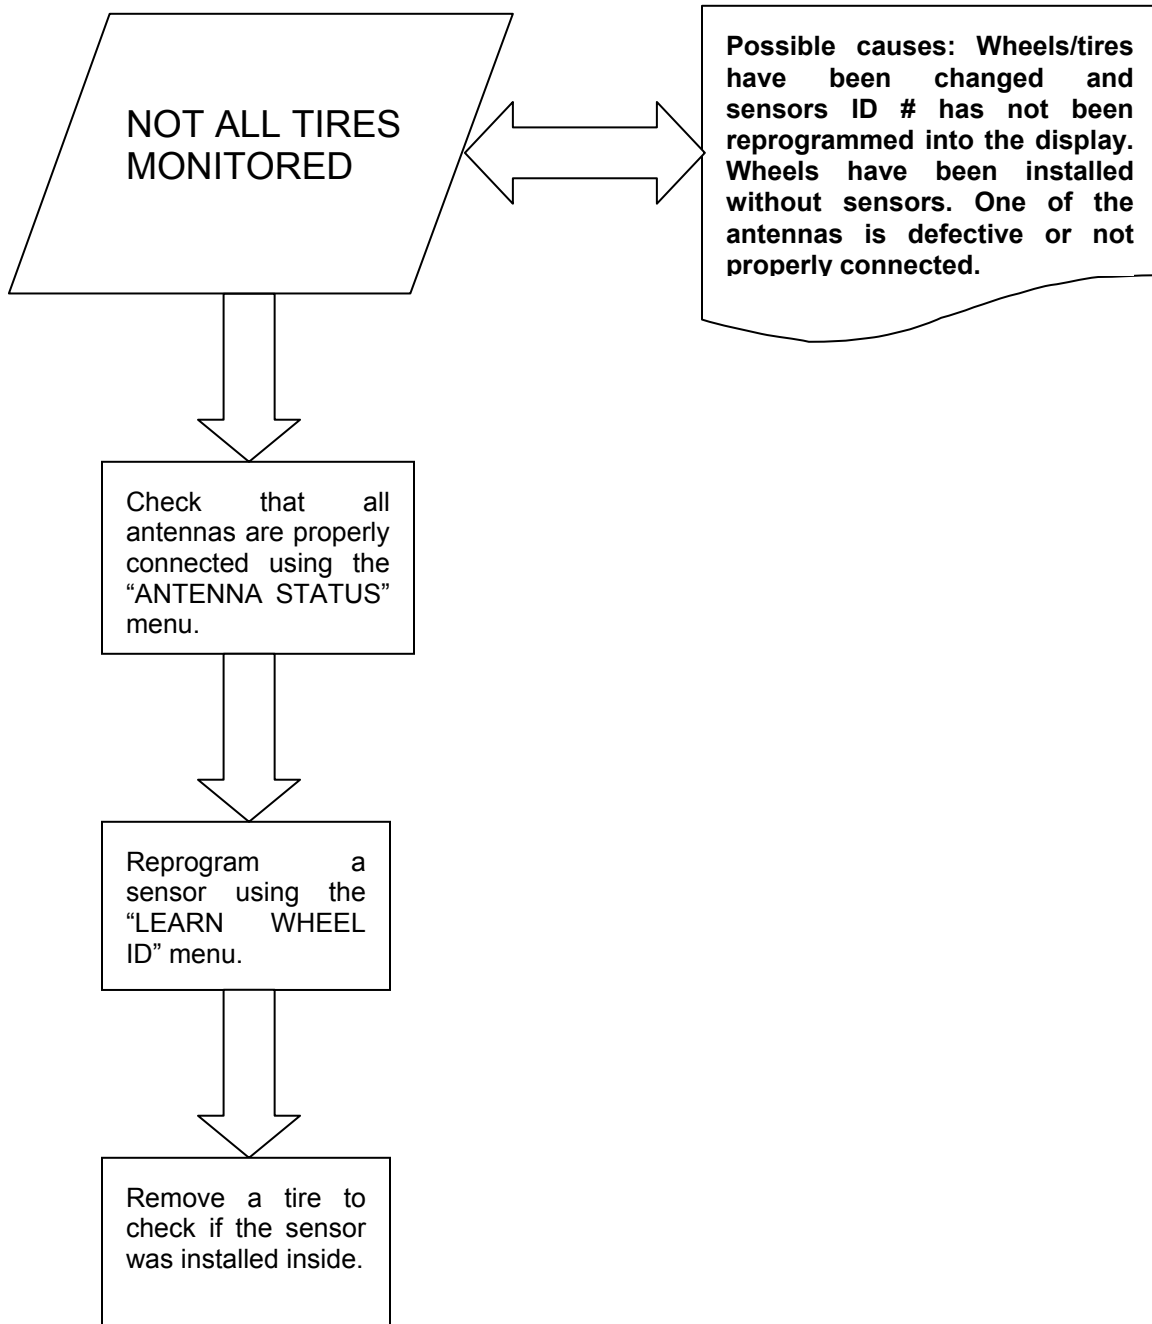 NOT ALL TIRES
MONITORED
Possible causes: Wheels/tires
have been changed and
sensors ID # has not been
reprogrammed into the display.
Wheels have been installed
without sensors. One of the
antennas is defective or not
properly connected.
Check that all
antennas are properly
connected using the
“ANTENNA STATUS”
menu.
Reprogram a
sensor using the
“LEARN WHEEL
ID” menu.
Remove a tire to
check if the sensor
was installed inside.